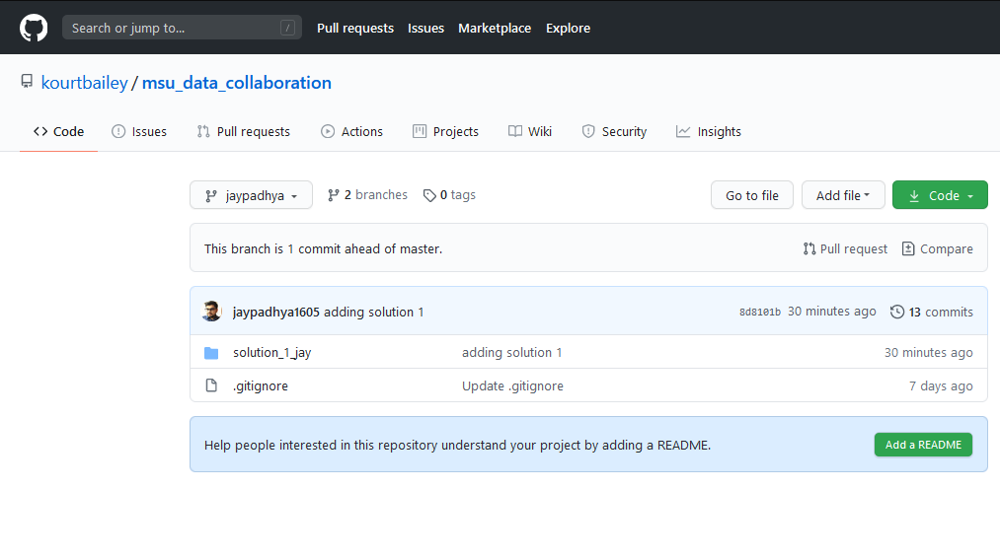 Search or jump to... /
Pull requests Issues Marketplace Explore
kourtbailey / msu_data_collaboration
Code Issues Pull requests Actions Projects Wiki Security Insights
jaypadhya 2 branches 0 tags Go to file Add file Code
This branch is 1 commit ahead of master. Pull request Compare
jaypadhya1605 adding solution 1 8d8101b 30 minutes ago 13 commits
solution_1_jay adding solution 1 30 minutes ago
.gitignore Update .gitignore 7 days ago
Help people interested in this repository understand your project by adding a README. Add a README